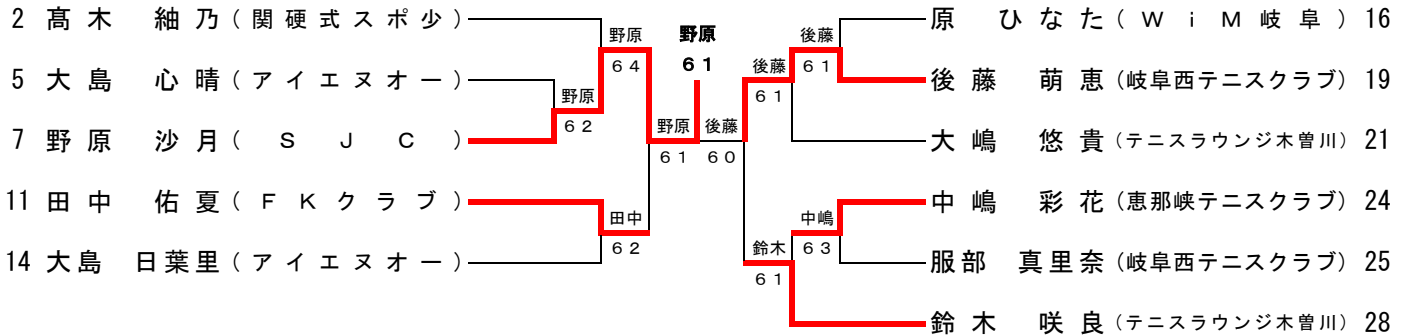 2 髙木 紬乃(関硬式スポ少)
5 大島 心晴(アイエヌオー)
7 野原 沙月(SJC)
11 田中 佑夏(FKクラブ)
14 大島 日葉里(アイエヌオー)
野原
64
野原
62
田中
62
野原
61
野原
61
後藤
60
後藤
61
後藤
61
中嶋
63
鈴木
61
原 ひなた(WiM岐阜) 16
後藤 萌恵(岐阜西テニスクラブ) 19
大嶋 悠貴(テニスラウンジ木曽川) 21
中嶋 彩花(恵那峡テニスクラブ) 24
服部 真里奈(岐阜西テニスクラブ) 25
鈴木 咲良(テニスラウンジ木曽川) 28